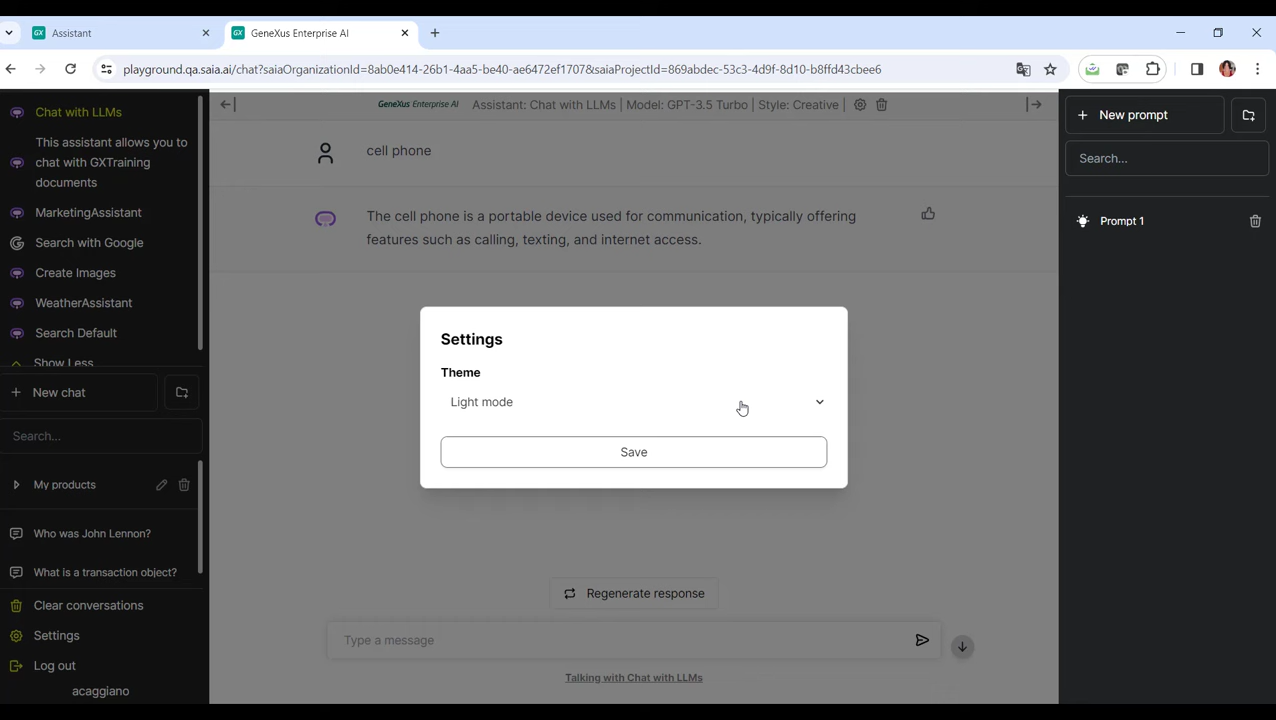 Assistant
GeneXus Enterprise AI
playground.qa.saia.ai/chat?saiaOrganizationId=8ab0e414-26b1-4aa5-be40-ae6472ef1707&saiaProjectId=869abdec-53c3-4d9f-8d10-b8ffd43cbee6
Chat with LLMs
This assistant allows you to
chat with GXTraining
documents
MarketingAssistant
Search with Google
Create Images
WeatherAssistant
Search Default
Show Less
New chat
Search...
My products
Who was John Lennon?
What is a transaction object?
Clear conversations
Settings
Log out
acaggiano
GeneXus Enterprise AI Assistant: Chat with LLMs | Model: GPT-3.5 Turbo | Style: Creative |
cell phone
The cell phone is a portable device used for communication, typically offering
features such as calling, texting, and internet access.
Settings
Theme
Light mode
Save
Regenerate response
Type a message
Talking with Chat with LLMs
New prompt
Search...
Prompt 1